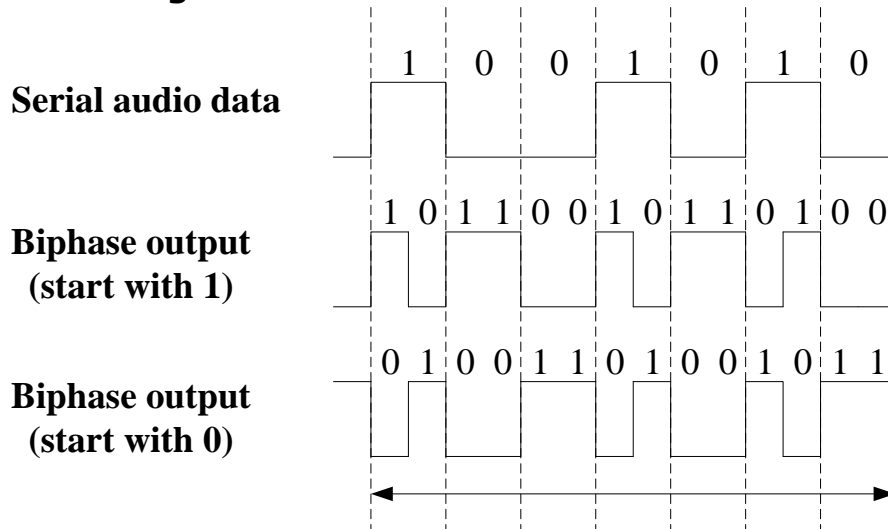 1 0 0 1 0 1 0
Serial audio data
1 0 1 1 0 0 1 0 1 1 0 1 0 0
Biphase output
(start with 1)
0 1 0 0 1 1 0 1 0 0 1 0 1 1
Biphase output
(start with 0)